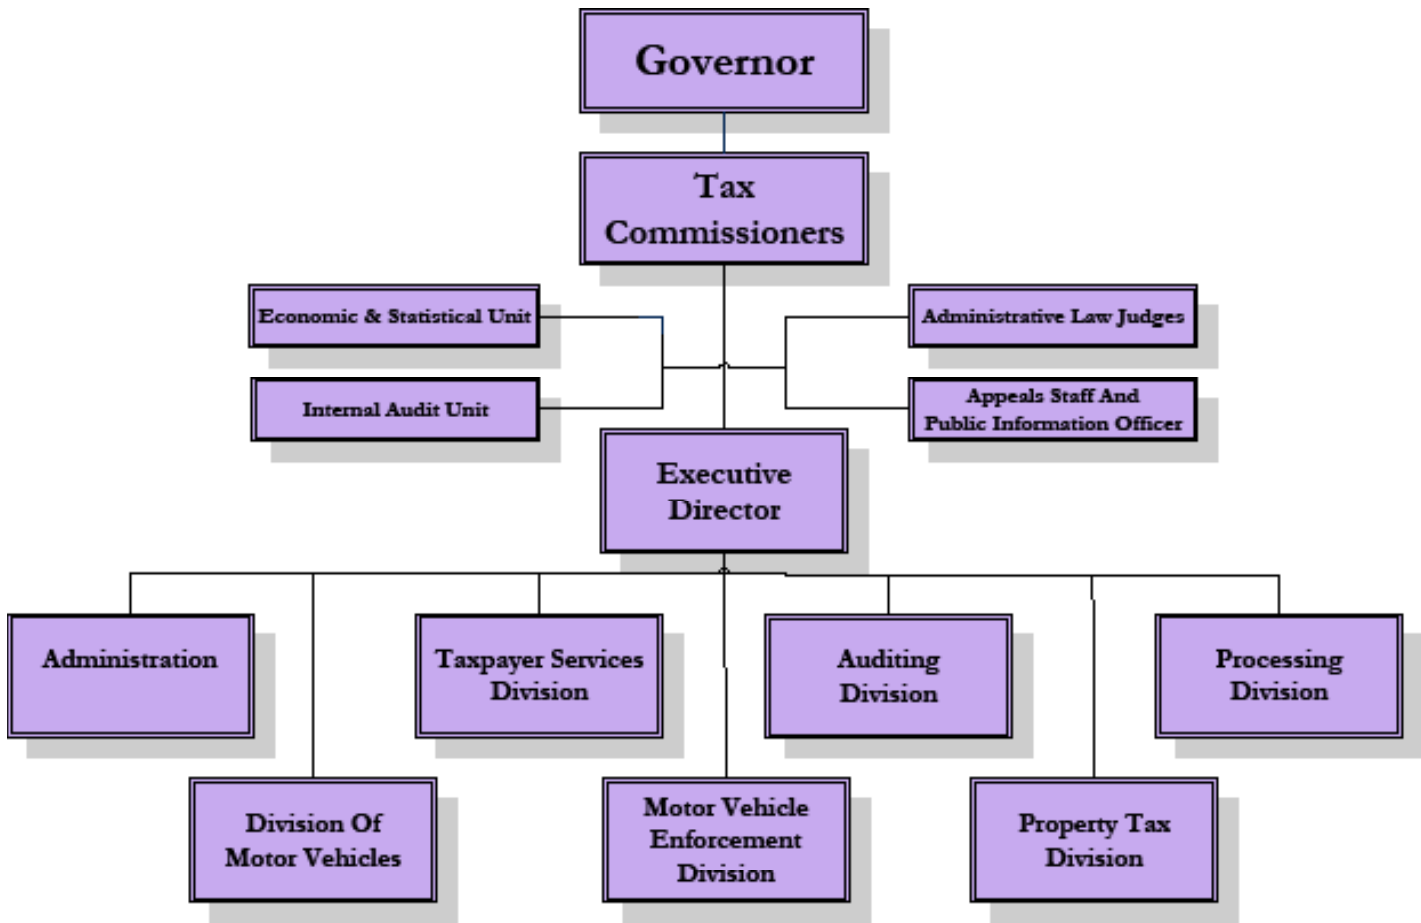 Governor
Tax
Commissioners
Economic & Statistical Unit
Administrative Law Judges
Internal Audit Unit
Appeals Staff And
Public Information Officer
Executive
Director
Administration
Taxpayer Services
Division
Auditing
Division
Processing
Division
Division Of
Motor Vehicles
Motor Vehicle
Enforcement
Division
Property Tax
Division